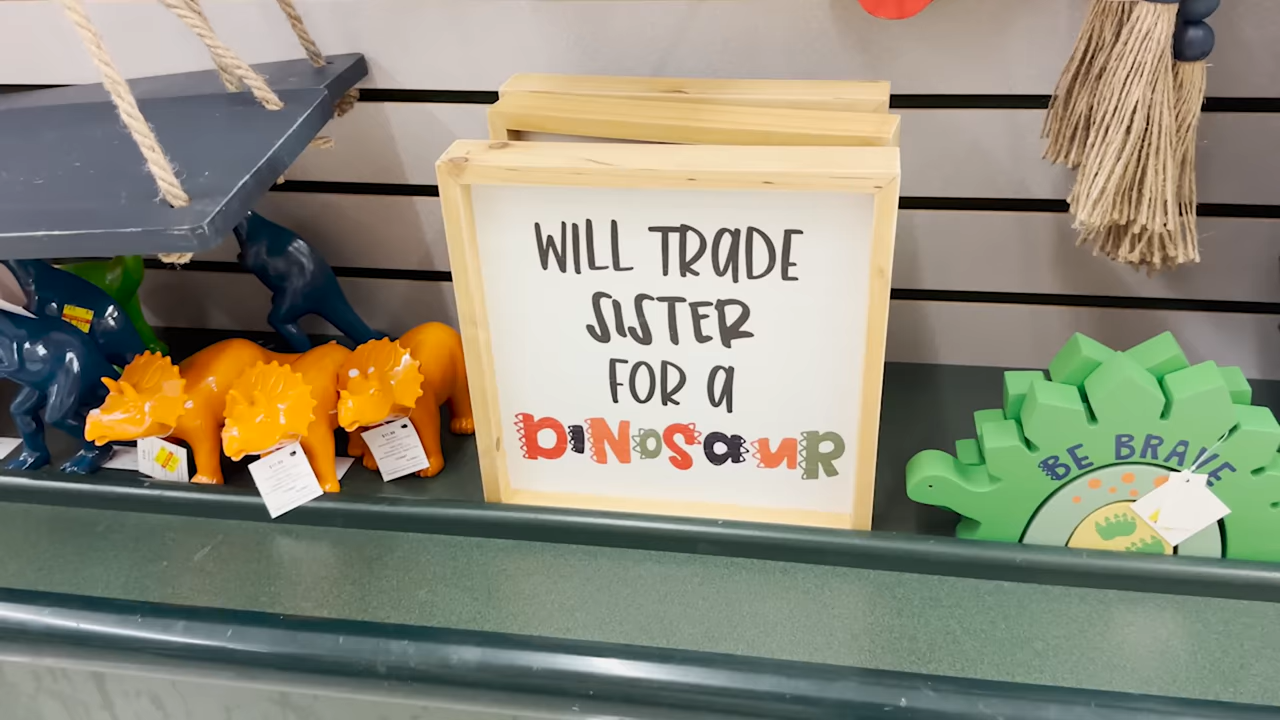 WILL TRADE
SISTER
FOR A
DINOSAUR
BE BRAVE